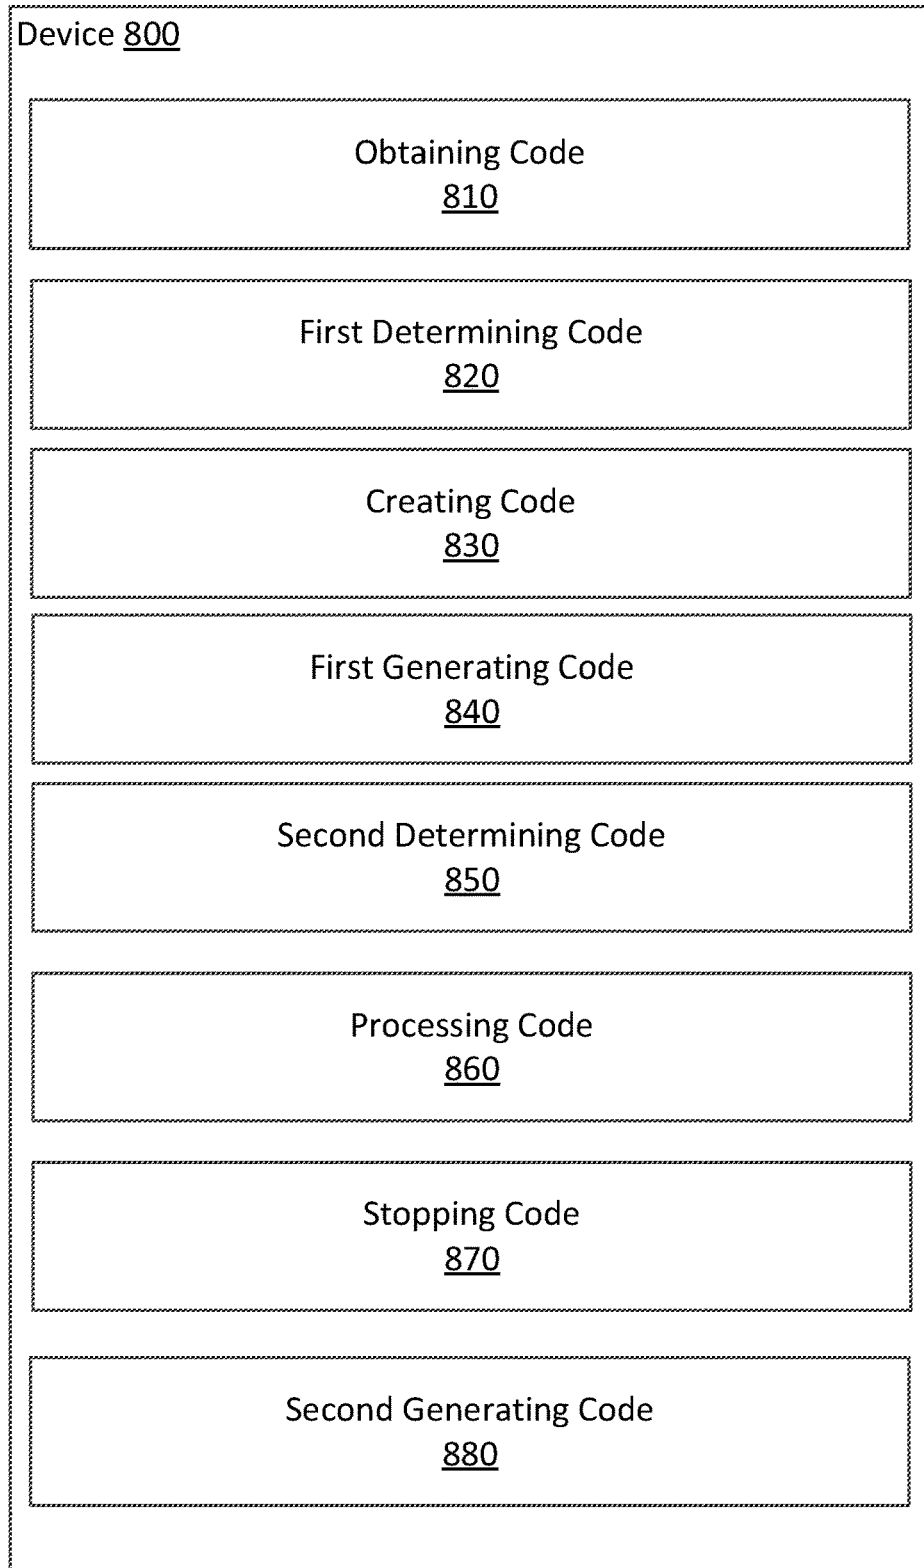 Device 800
Obtaining Code
810
First Determining Code
820
Creating Code
830
First Generating Code
840
Second Determining Code
850
Processing Code
860
Stopping Code
870
Second Generating Code
880